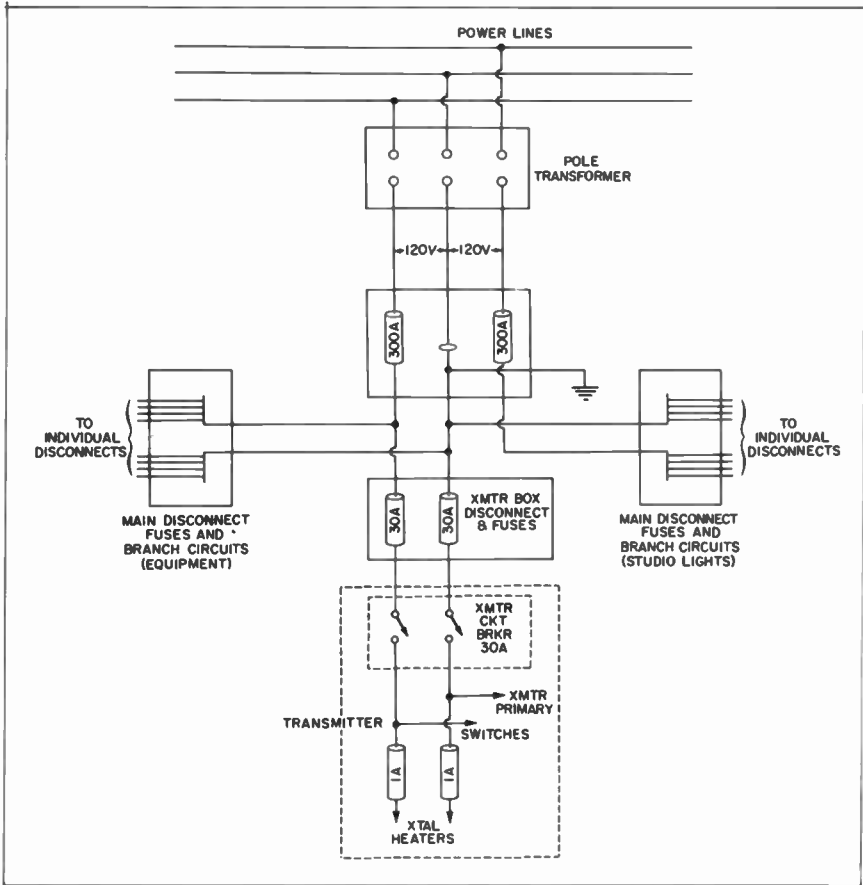 POWER LINES
POLE
TRANSFORMER
120V
120V
300A
300A
TO
INDIVIDUAL
DISCONNECTS
TO
INDIVIDUAL
DISCONNECTS
XMTR BOX
DISCONNECT
& FUSES
30A
30A
MAIN DISCONNECT
FUSES AND
BRANCH CIRCUITS
(EQUIPMENT)
MAIN DISCONNECT
FUSES AND
BRANCH CIRCUITS
(STUDIO LIGHTS)
XMTR
CKT
BRKR
30A
XMTR
PRIMARY
TRANSMITTER
SWITCHES
1A
1A
XTAL
HEATERS